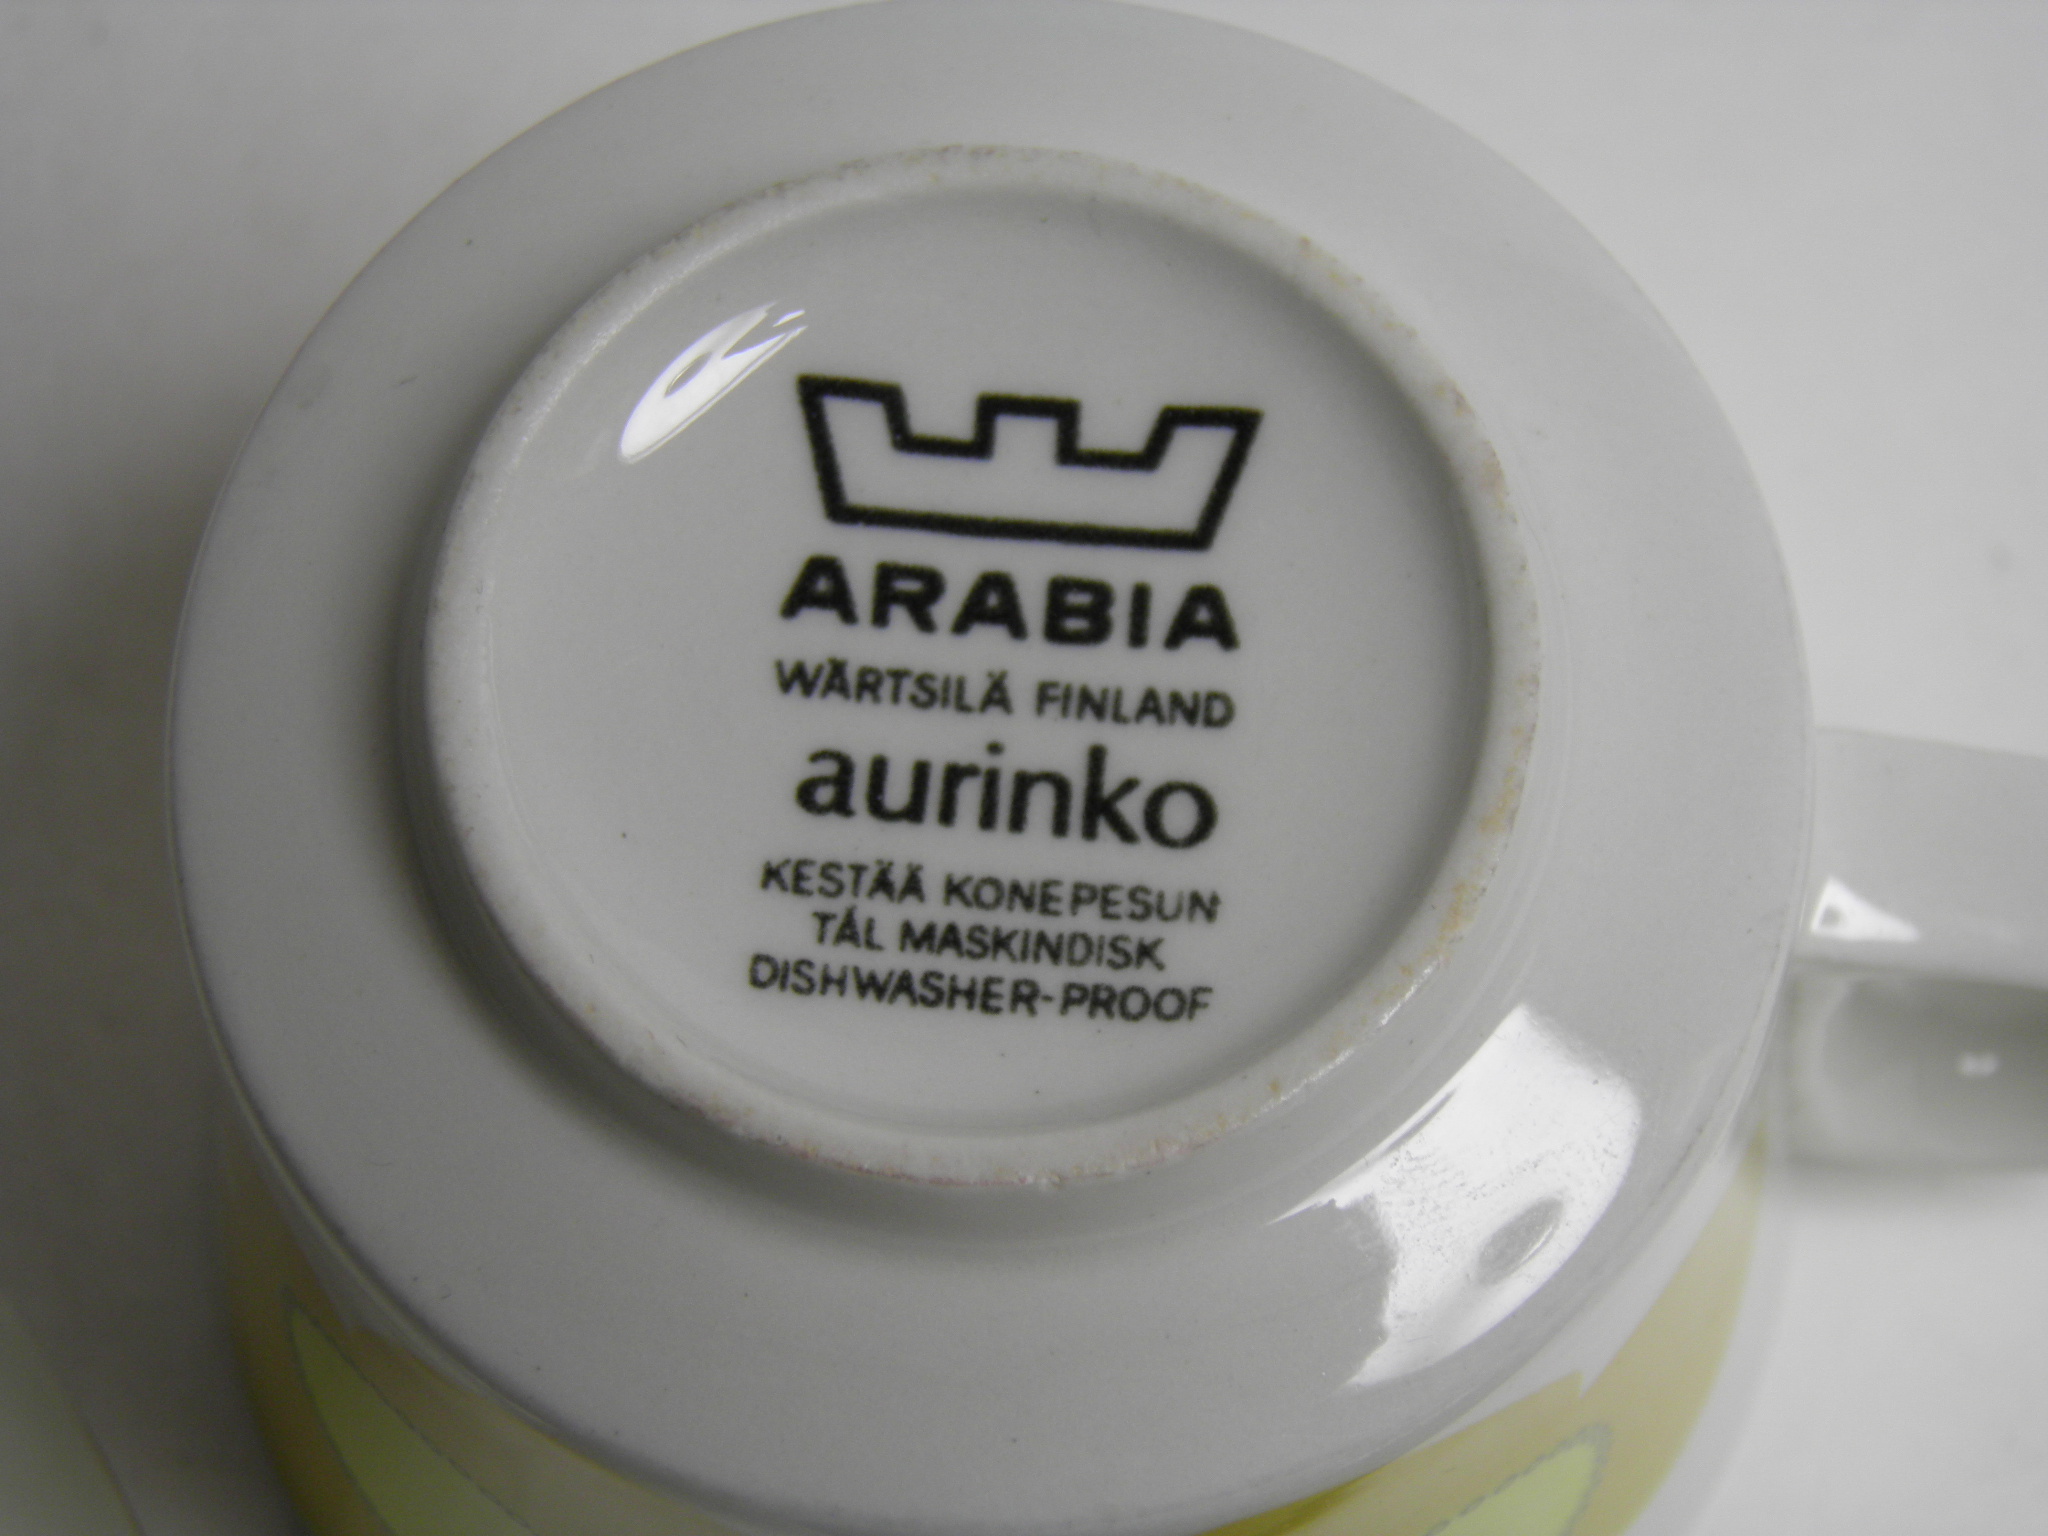 ARABIA
WÄRTSILÄ FINLAND
aurinko
KESTÄÄ KONEPESUN
TÅL MASKINDISK
DISHWASHER-PROOF